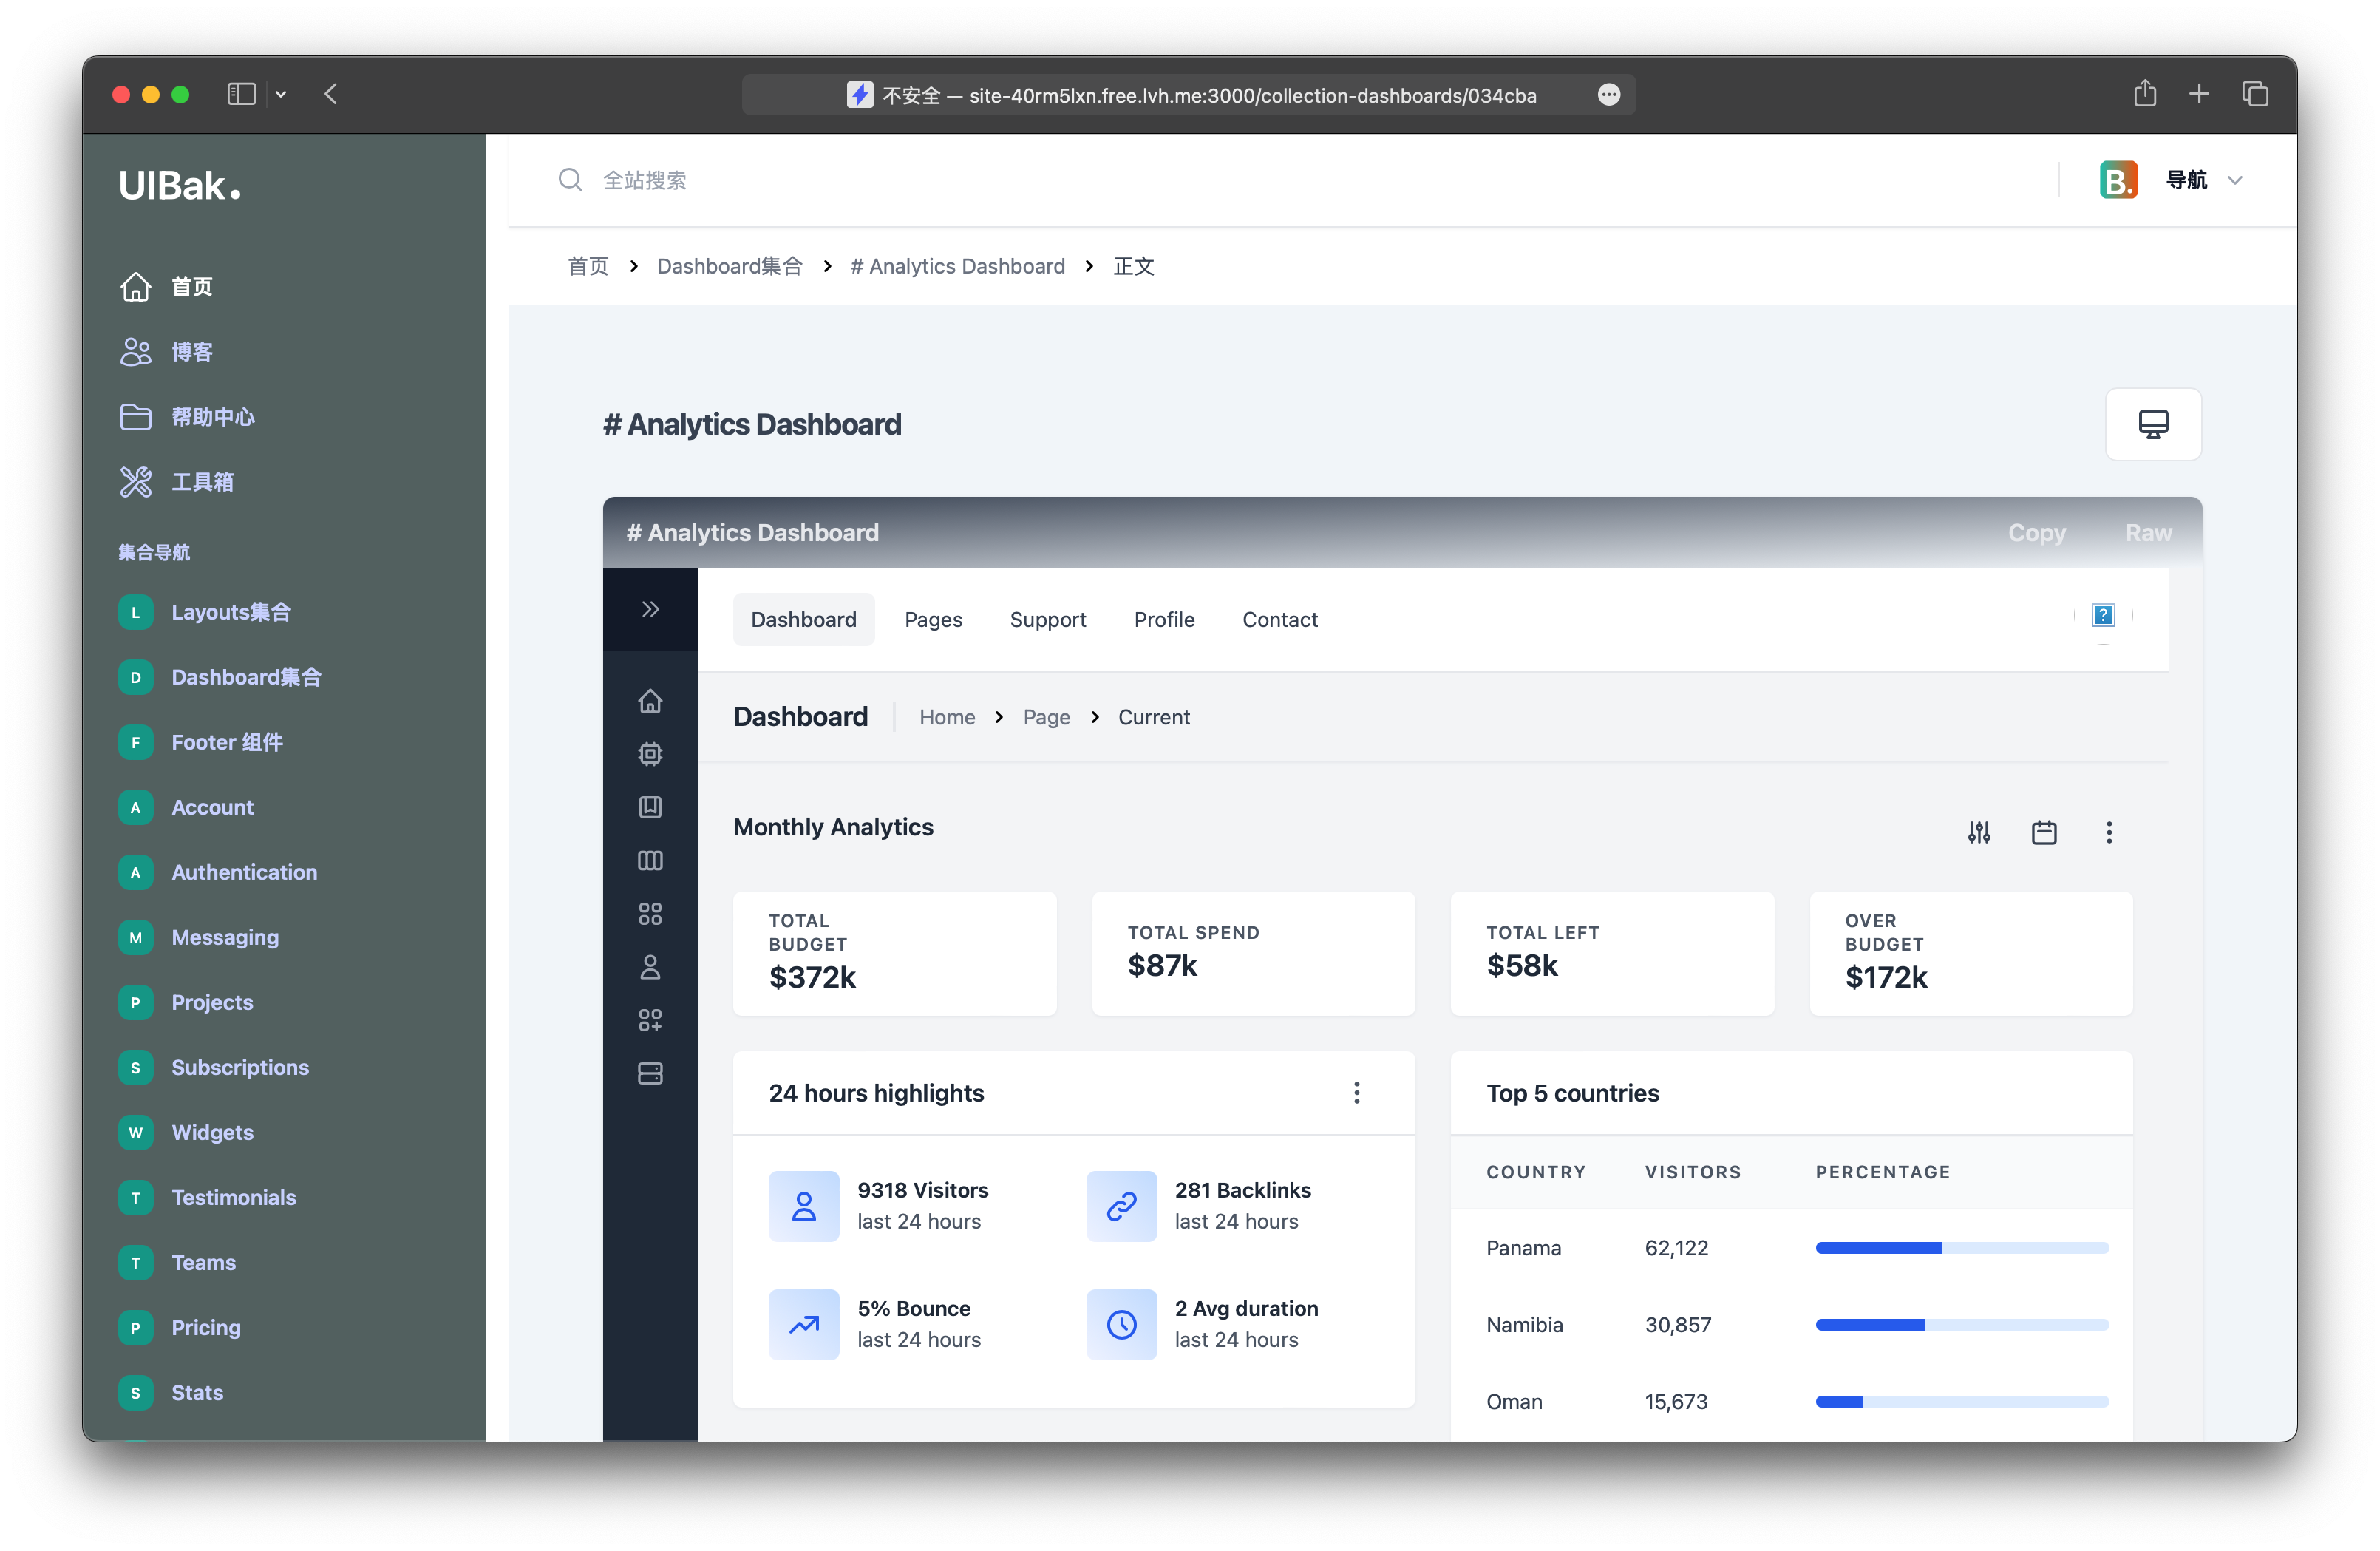 不安全 — site-40rm5lxn.free.lvh.me:3000/collection-dashboards/034cba
UIBak.
首页
博客
帮助中心
工具箱
集合导航
L Layouts集合
D Dashboard集合
F Footer 组件
A Account
A Authentication
M Messaging
P Projects
S Subscriptions
W Widgets
T Testimonials
T Teams
P Pricing
S Stats
全站搜索
B. 导航
首页 > Dashboard集合 > # Analytics Dashboard > 正文
# Analytics Dashboard
# Analytics Dashboard Copy Raw
Dashboard Pages Support Profile Contact ?
Dashboard Home > Page > Current
Monthly Analytics
TOTAL
BUDGET
$372k
TOTAL SPEND
$87k
TOTAL LEFT
$58k
OVER
BUDGET
$172k
24 hours highlights
9318 Visitors
last 24 hours
281 Backlinks
last 24 hours
5% Bounce
last 24 hours
2 Avg duration
last 24 hours
Top 5 countries
COUNTRY VISITORS PERCENTAGE
Panama 62,122
Namibia 30,857
Oman 15,673